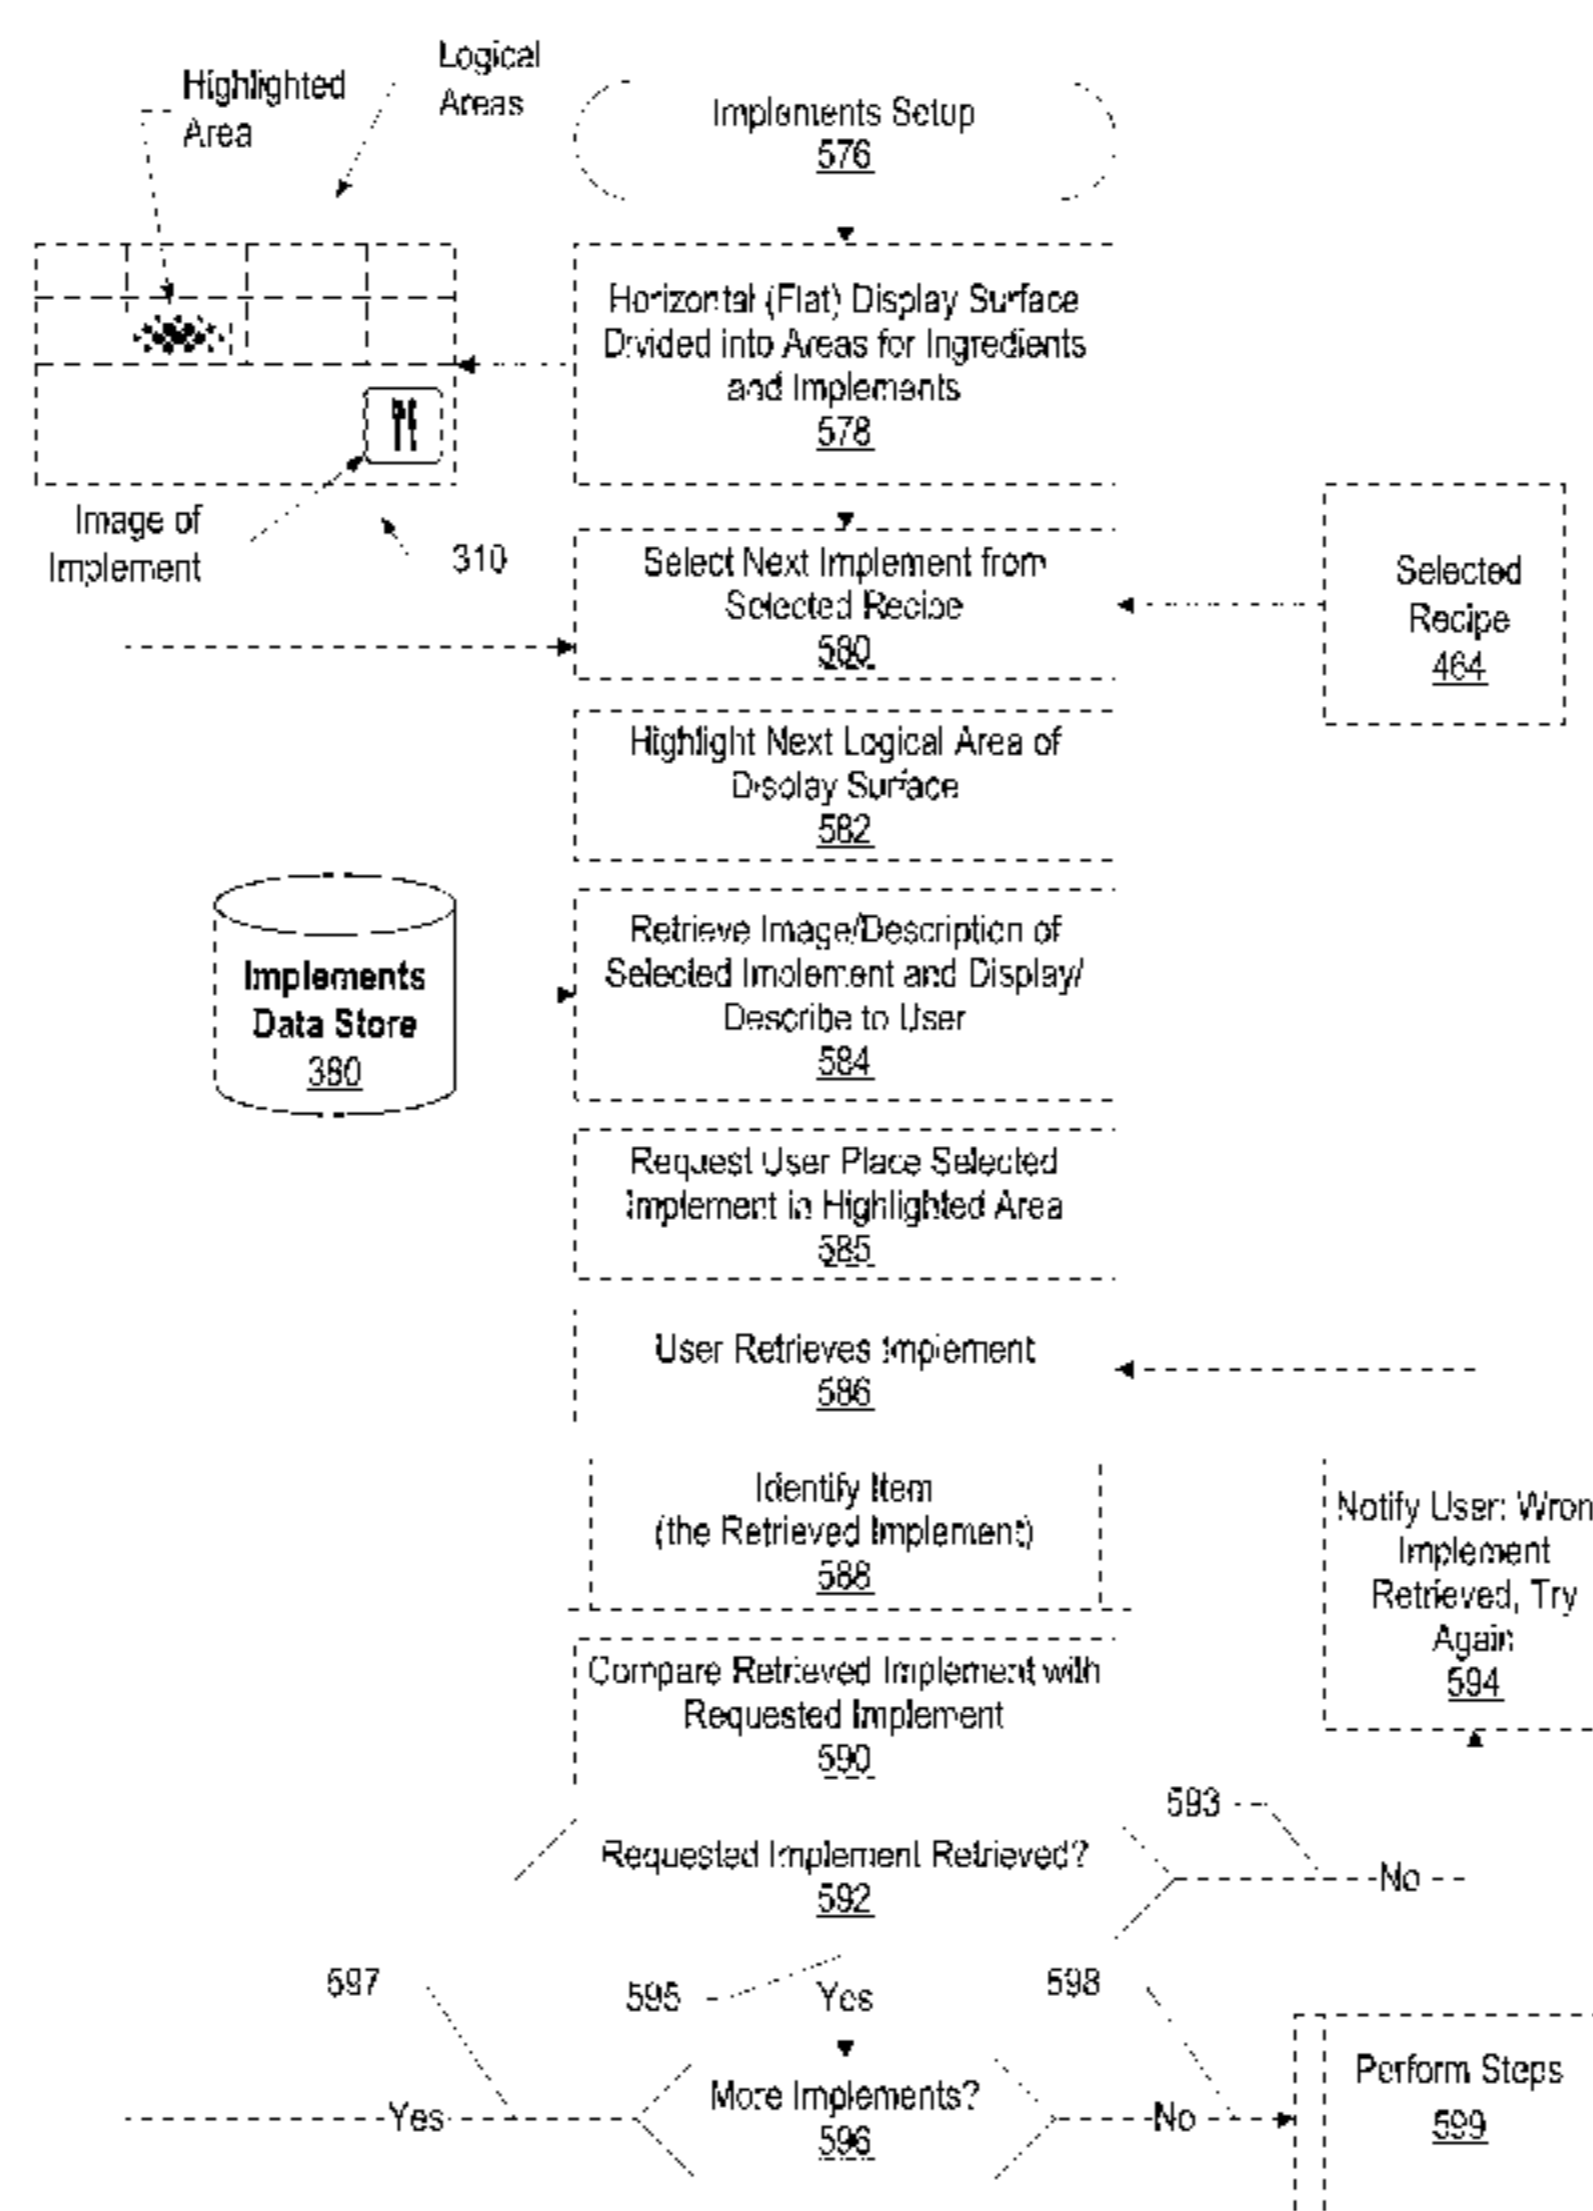 Highlighted
Area
Logical
Areas
Implements Setup
576
Horizontal (Flat) Display Surface
Divided into Areas for Ingredients
and Implements
578
Image of
Implement
310
Select Next Implement from
Selected Recipe
580
Selected
Recipe
464
Highlight Next Logical Area of
Display Surface
582
Implements
Data Store
380
Retrieve Image/Description of
Selected Implement and Display/
Describe to User
584
Request User Place Selected
Implement in Highlighted Area
585
User Retrieves Implement
586
Identify Item
(the Retrieved Implement)
588
Notify User: Wron
Implement
Retrieved, Try
Again
594
Compare Retrieved Implement with
Requested Implement
590
593
Requested Implement Retrieved?
592
No
597
595
Yes
598
Yes
More Implements?
596
No
Perform Steps
599